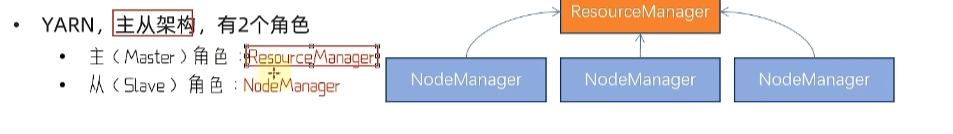 YARN，主从架构，有2个角色
主（Master）角色：ResourceManager
从（Slave）角色：NodeManager
ResourceManager
NodeManager
NodeManager
NodeManager